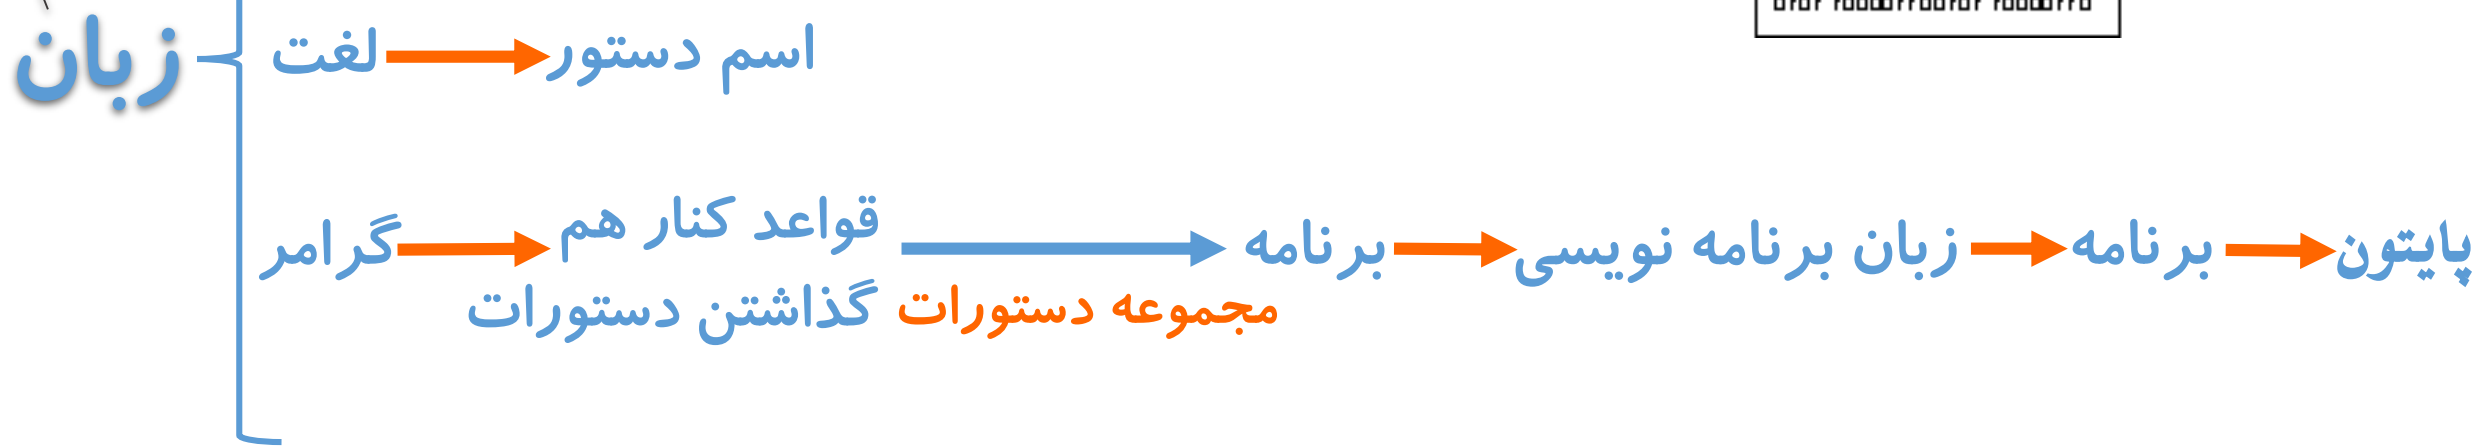 زبان
لغت
اسم دستور
گرامر
قواعد کنار هم
گذاشتن دستورات
مجموعه دستورات
برنامه
زبان برنامه نویسی
برنامه
پایتون